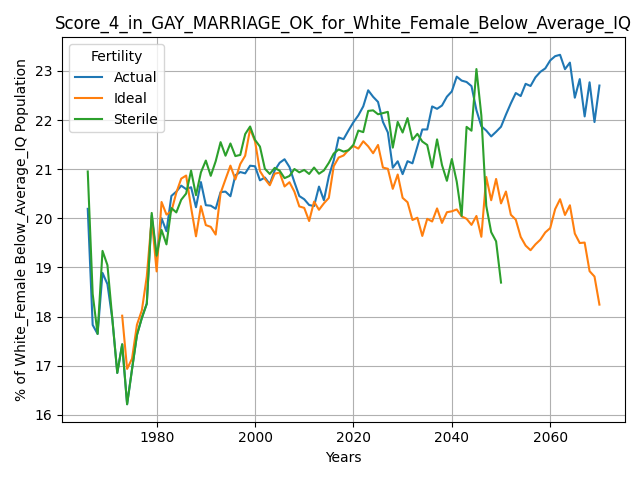 Score_4_in_GAY_MARRIAGE_OK_for_White_Female_Below_Average_IQ
Fertility
Actual
Ideal
Sterile
% of White_Female Below_Average_IQ Population
23
22
21
20
19
18
17
16
1980
2000
2020
2040
2060
Years